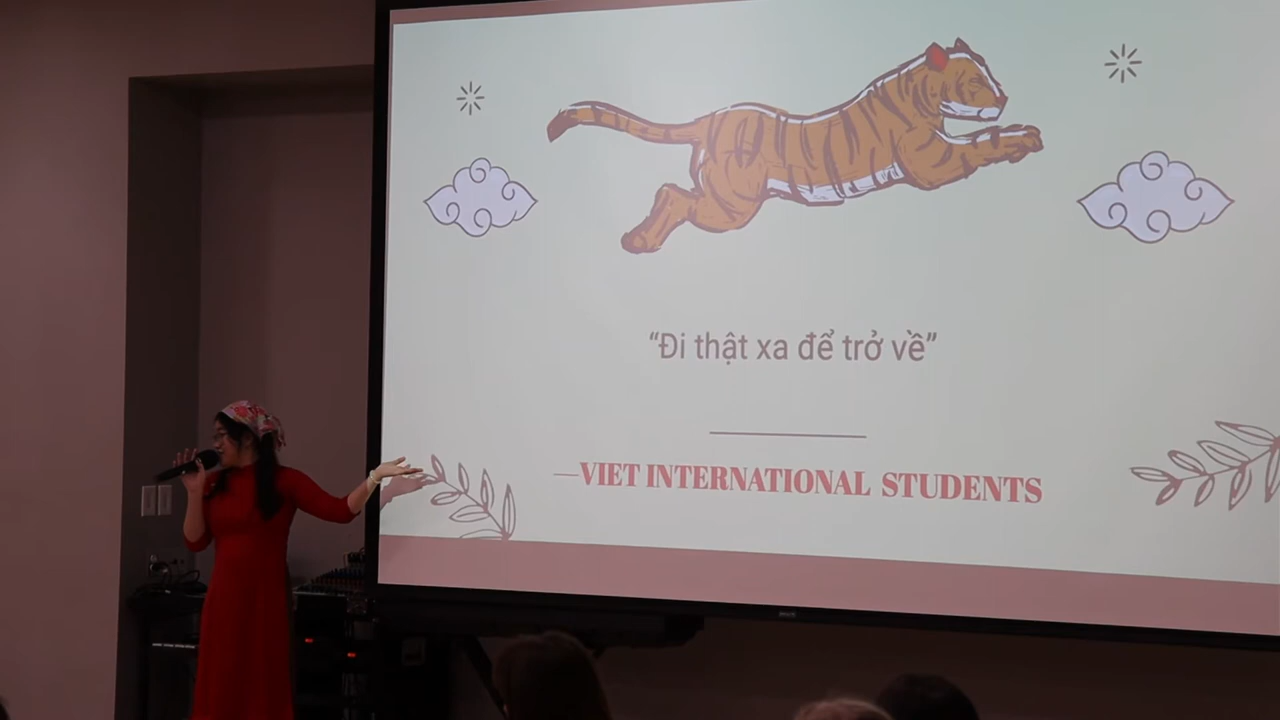 “Đi thật xa để trở về”
—VIET INTERNATIONAL STUDENTS